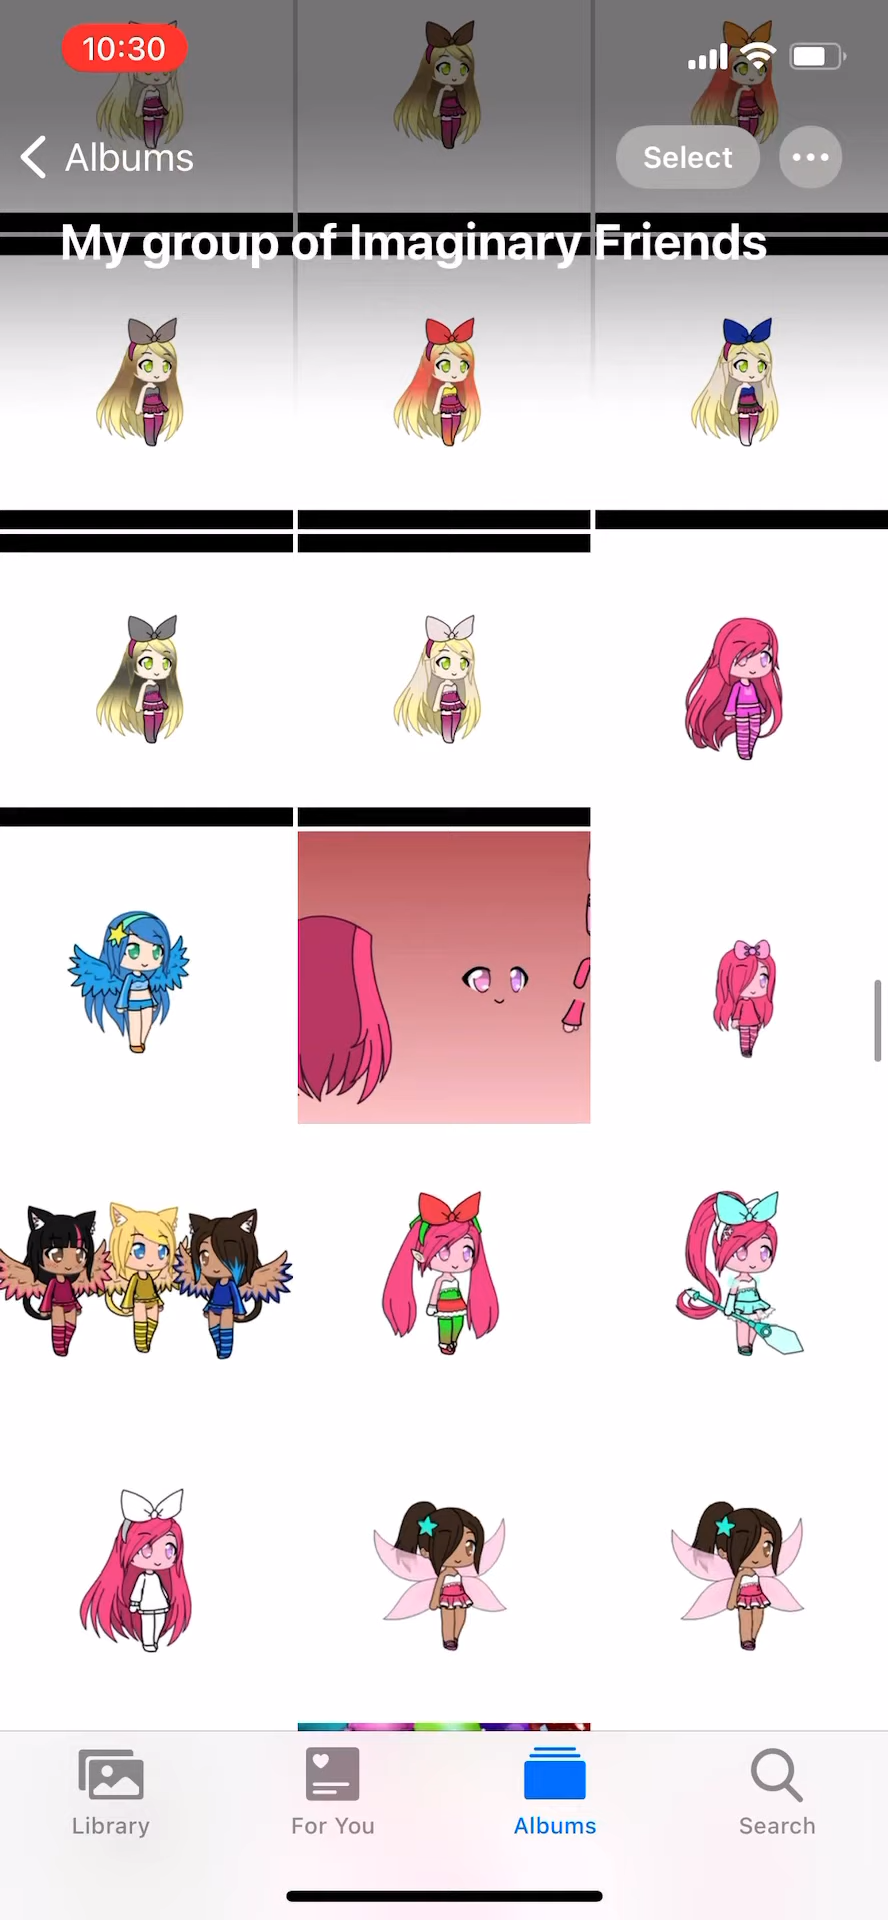 10:30
Albums
Select
My group of Imaginary Friends
Library
For You
Albums
Search